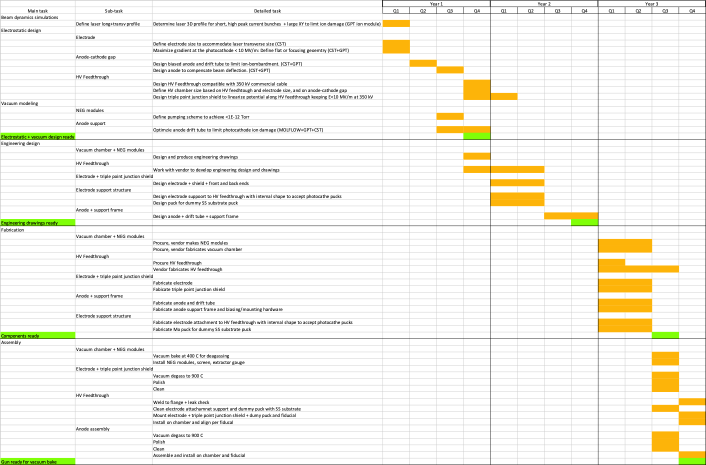 Year 1 Year 2 Year 3
Main task Sub-task Detailed task Q1 Q2 Q3 Q4 Q1 Q2 Q3 Q4 Q1 Q2 Q3 Q4
Beam dynamics simulations
Define laser long+transv profile Determine laser 3D profile for short, high peak current bunches + large XY to limit ion damage (GPT ion module)
Electrostatic design
Electrode
Define electrode size to accommodate laser transverse size (CST)
Maximize gradient at the photocathode < 10 MV/m: Define flat or focusing geometry (CST+GPT)
Anode-cathode gap
Design biased anode and drift tube to limit ion-bombardment. (CST+GPT)
Design anode to compensate beam deflection. (CST+GPT)
HV Feedthrough
Design HV Feedthrough compatible with 350 kV commercial cable
Define HV chamber size based on HV feedthtough and electrode size, and on anode-cathode gap
Design triple point junction shield to linearize potential along HV feedthrough keeping E<10 MV/m at 350 kV
Vacuum modeling
NEG modules
Define pumping scheme to achieve <1E-12 Torr
Anode support
Optimize anode drift tube to limit photocathode ion damage (MOLFLOW+GPT+CST)
Electrostatic + vacuum design ready
Engineering design
Vacuum chamber + NEG modules
Design and produce engineering drawings
HV Feedthrough
Work with vendor to develop engineering design and drawings
Electrode + triple point junction shield
Design electrode + shield + front and back ends
Electrode support structure
Design electrode support to HV feedthrough with internal shape to accept photocathe pucks
Design puck for dummy SS substrate puck
Anode + support frame
Design anode + drift tube + support frame
Engineering drawings ready
Fabrication
Vacuum chamber + NEG modules
Procure, vendor makes NEG modules
Procure, vendor fabricates vacuum chamber
HV Feedthrough
Procure HV feedthrough
Vendor fabricates HV feedthrough
Electrode + triple point junction shield
Fabricate electrode
Fabricate triple point junction shield
Anode + support frame
Fabricate anode and drift tube
Fabricate anode support frame and biasing/mounting hardware
Electrode support structure
Fabricate electrode attachment to HV feedthrough with internal shape to accept photocathe pucks
Fabricate Mo puck for dummy SS substrate puck
Components ready
Assembly
Vacuum chamber + NEG modules
Vacuum bake at 400 C for degassing
Install NEG modules, screen, extractor gauge
Electrode + triple point junction shield
Vacuum degass to 900 C
Polish
Clean
HV Feedthrough
Weld to flange + leak check
Clean electrode attachamnet support and dummy puck with SS substrate
Mount electrode + triple point junction shield + dumy puck and fiducial
Install on chamber and align per fiducial
Anode assembly
Vacuum degass to 900 C
Polish
Clean
Assemble and install on chamber and fiducial
Gun ready for vacuum bake